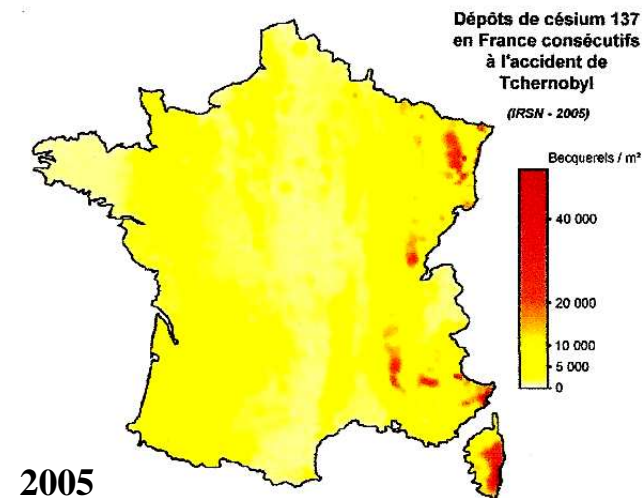 Dépôts de césium 137
en France consécutifs
à l'accident de
Tchernobyl
(IRSN - 2005)
Becquerels / m²
40 000
20 000
10 000
5 000
0
2005